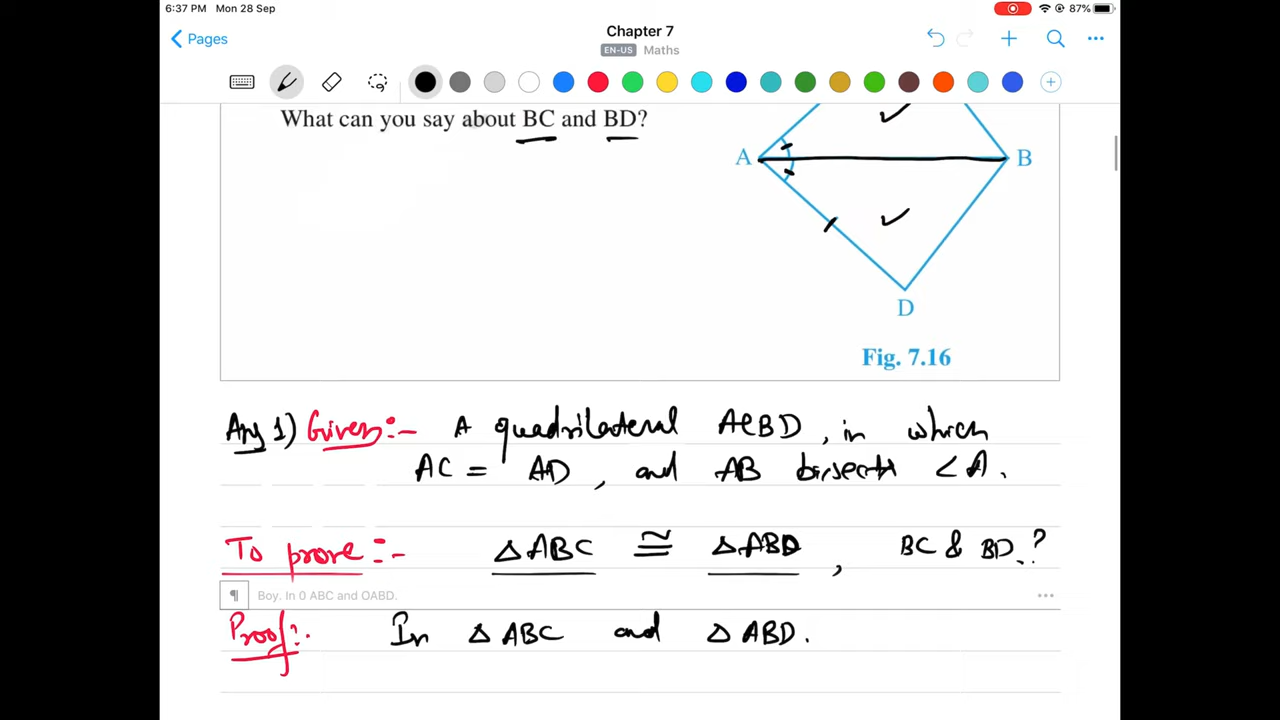 6:37 PM Mon 28 Sep
87%
Pages
Chapter 7
EN-US Maths
What can you say about BC and BD?
A
B
D
Fig. 7.16
Ans 1) Given:- A quadrilateral ACBD, in which
AC = AD, and AB bisects ∠A.
To prove:- △ABC ≅ △ABD, BC & BD.?
¶ Boy. In 0 ABC and OABD.
Proof:. In △ABC and △ABD.